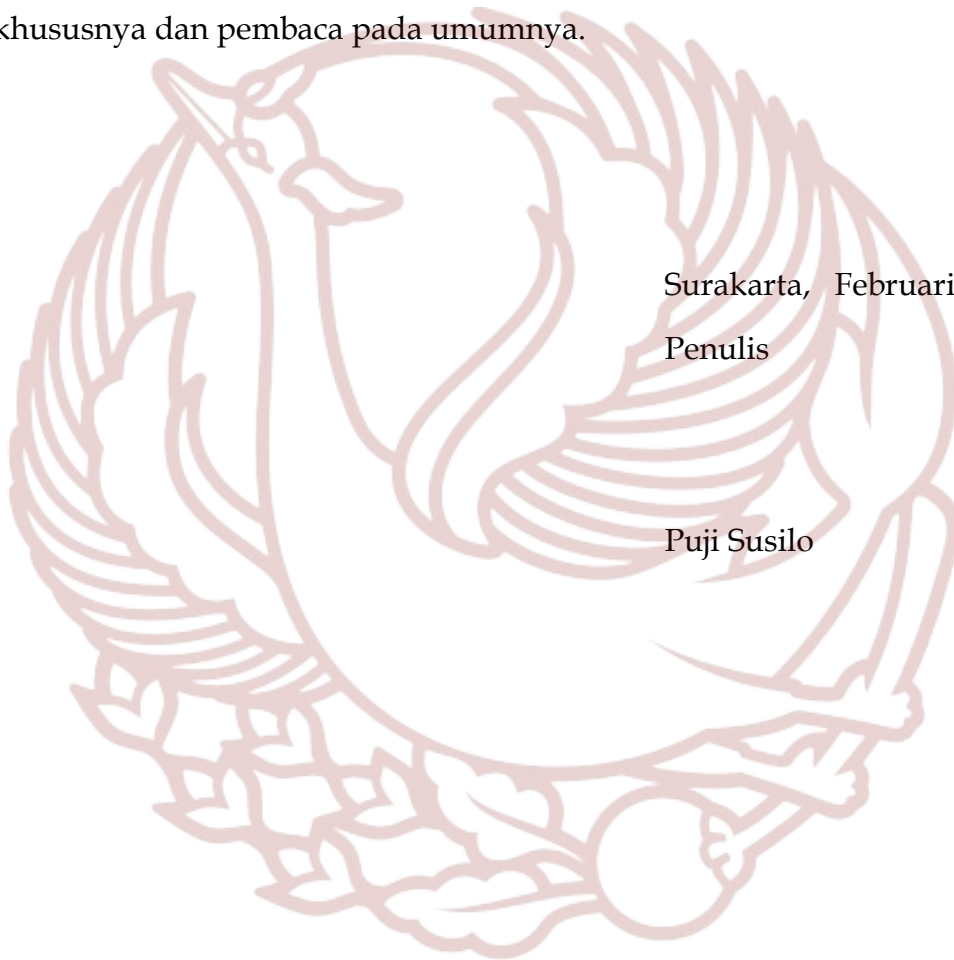 khususnya dan pembaca pada umumnya.
Surakarta, Februari
Penulis
Puji Susilo